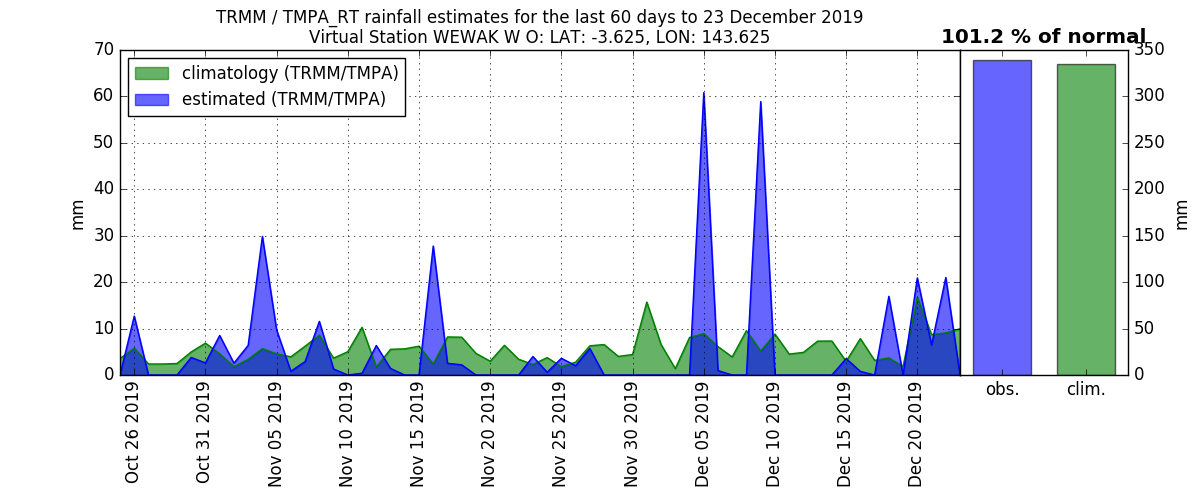 TRMM / TMPA_RT rainfall estimates for the last 60 days to 23 December 2019
Virtual Station WEWAK W O: LAT: -3.625, LON: 143.625
101.2 % of normal
climatology (TRMM/TMPA)
estimated (TRMM/TMPA)
70
60
50
40
30
20
10
0
mm
350
300
250
200
150
100
50
0
mm
Oct 26 2019
Oct 31 2019
Nov 05 2019
Nov 10 2019
Nov 15 2019
Nov 20 2019
Nov 25 2019
Nov 30 2019
Dec 05 2019
Dec 10 2019
Dec 15 2019
Dec 20 2019
obs.
clim.